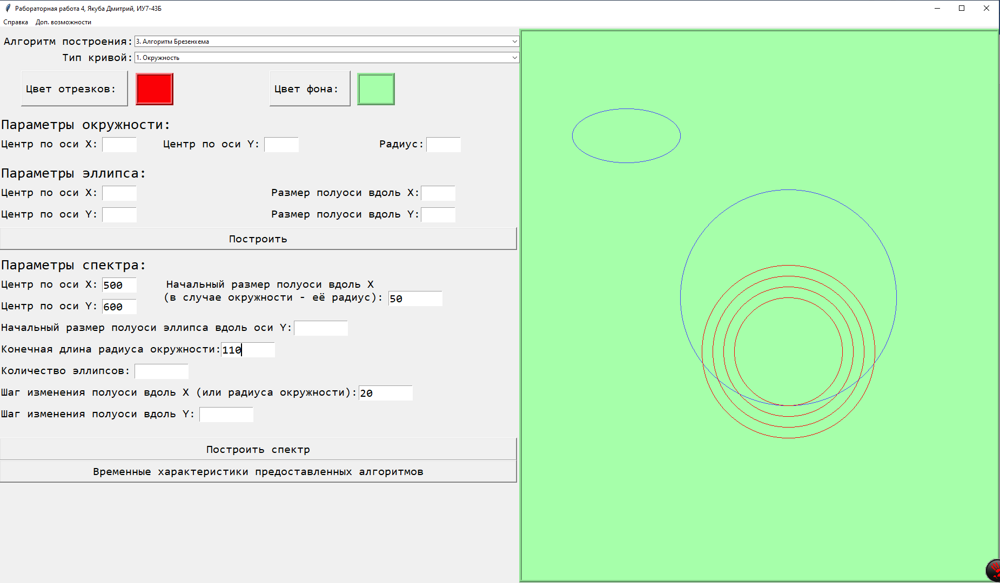 Рабораторная работа 4, Якуба Дмитрий, ИУ7-43Б
Справка Доп. возможности
Алгоритм построения: 3. Алгоритм Брезенхема
Тип кривой: 1. Окружность
Цвет отрезков: Цвет фона:
Параметры окружности:
Центр по оси X: Центр по оси Y: Радиус:
Параметры эллипса:
Центр по оси X: Размер полуоси вдоль X:
Центр по оси Y: Размер полуоси вдоль Y:
Построить
Параметры спектра:
Центр по оси X: 500 Начальный размер полуоси вдоль X
(в случае окружности - её радиус): 50
Центр по оси Y: 600
Начальный размер полуоси эллипса вдоль оси Y:
Конечная длина радиуса окружности: 110
Количество эллипсов:
Шаг изменения полуоси вдоль X (или радиуса окружности): 20
Шаг изменения полуоси вдоль Y:
Построить спектр
Временные характеристики предоставленных алгоритмов